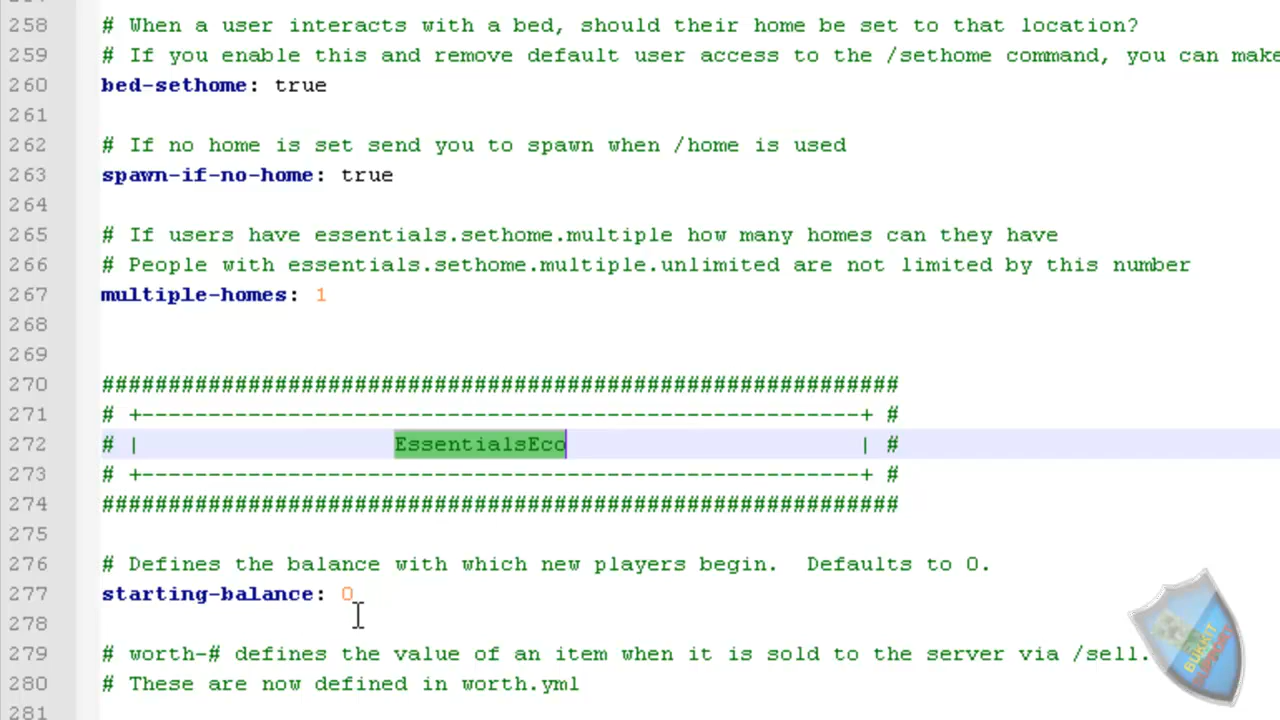 258 # When a user interacts with a bed, should their home be set to that location?
259 # If you enable this and remove default user access to the /sethome command, you can make
260 bed-sethome: true
261
262 # If no home is set send you to spawn when /home is used
263 spawn-if-no-home: true
264
265 # If users have essentials.sethome.multiple how many homes can they have
266 # People with essentials.sethome.multiple.unlimited are not limited by this number
267 multiple-homes: 1
268
269
270 ############################################################
271 # +------------------------------------------------------+ #
272 # | EssentialsEco | #
273 # +------------------------------------------------------+ #
274 ############################################################
275
276 # Defines the balance with which new players begin. Defaults to 0.
277 starting-balance: 0
278
279 # worth-# defines the value of an item when it is sold to the server via /sell.
280 # These are now defined in worth.yml
281
BUKKIT